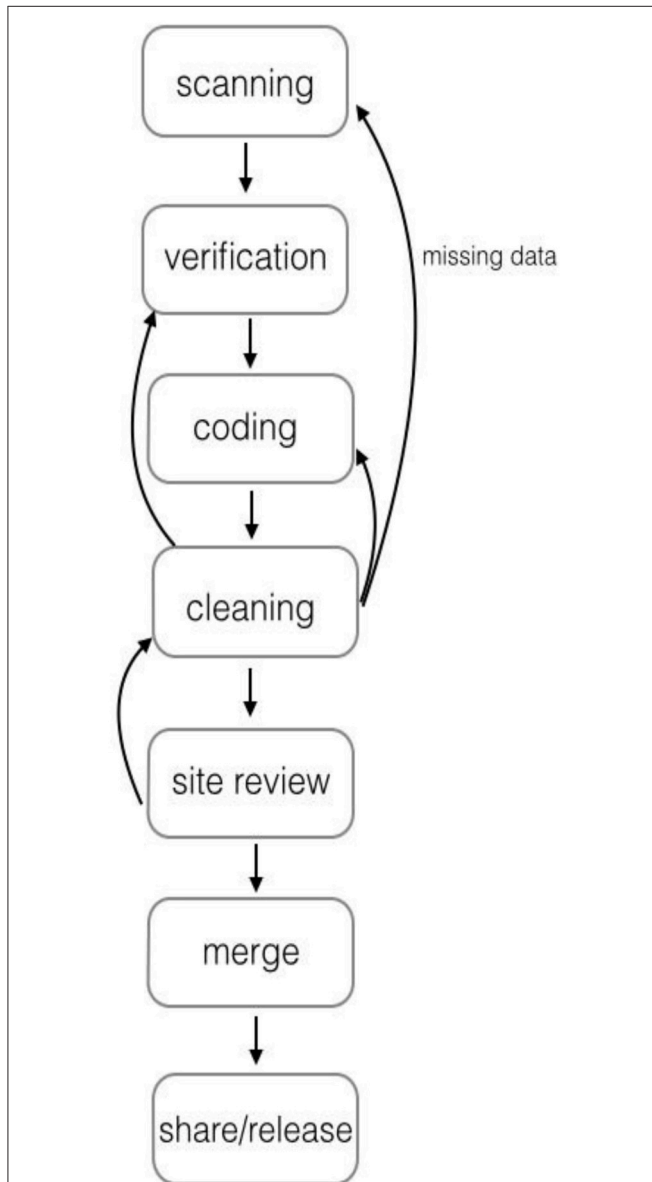 scanning
verification
missing data
coding
cleaning
site review
merge
share/release